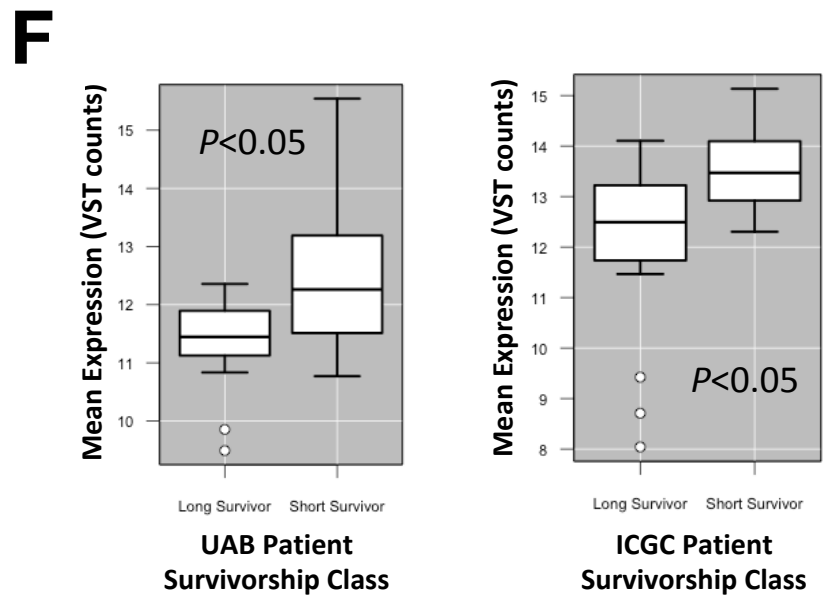 F
Mean Expression (VST counts)
15
14
13
12
11
10
P<0.05
Long Survivor
Short Survivor
UAB Patient
Survivorship Class
Mean Expression (VST counts)
15
14
13
12
11
10
9
8
P<0.05
Long Survivor
Short Survivor
ICGC Patient
Survivorship Class